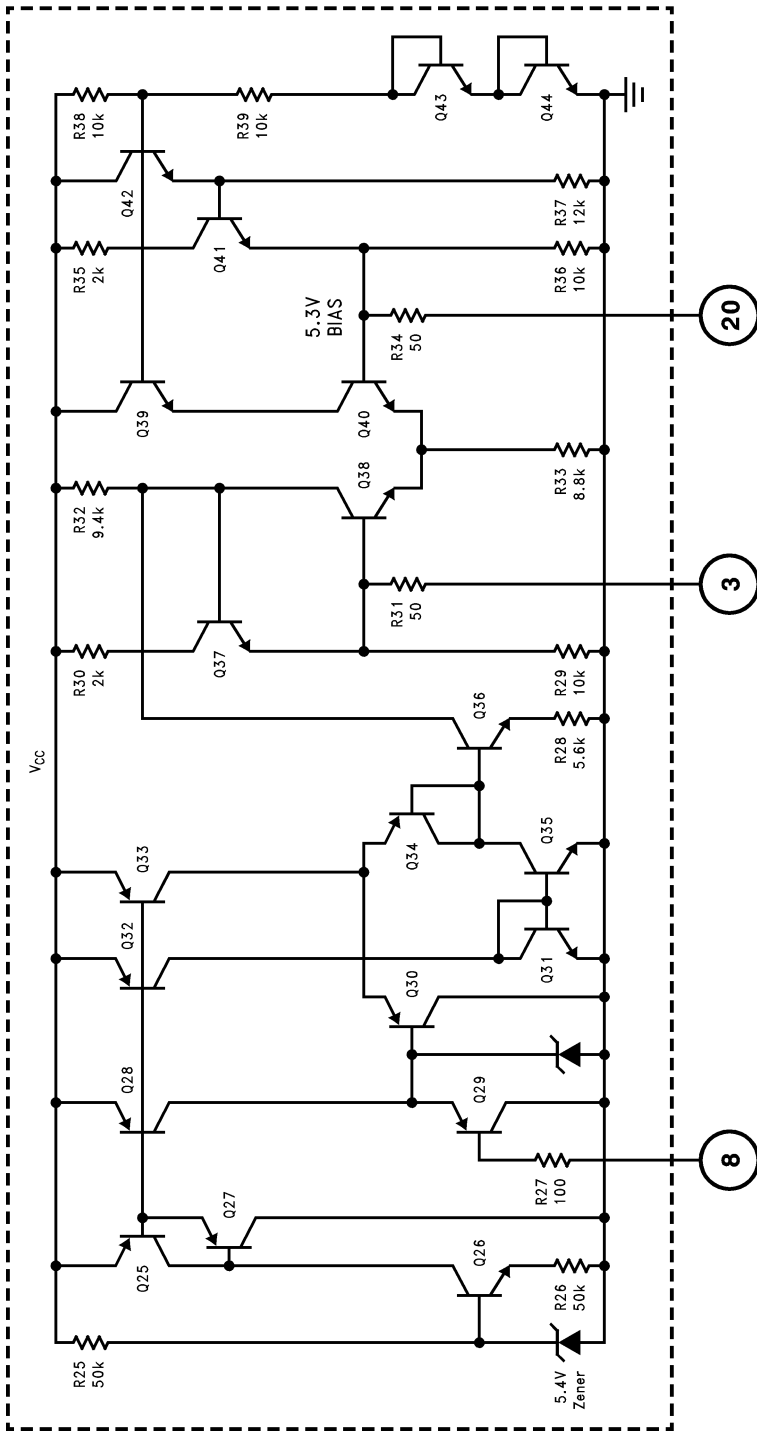 V_CC
R25
50k
5.4V
Zener
Q25
Q26
R26
50k
Q27
R27
100
8
Q28
Q29
Q30
Q32
Q31
Q33
Q34
Q35
Q36
R28
5.6k
R30
2k
Q37
R31
50
3
R29
10k
R32
9.4k
Q38
R33
8.8k
Q39
Q40
5.3V
BIAS
R34
50
20
R35
2k
Q41
R36
10k
Q42
R37
12k
R38
10k
R39
10k
Q43
Q44